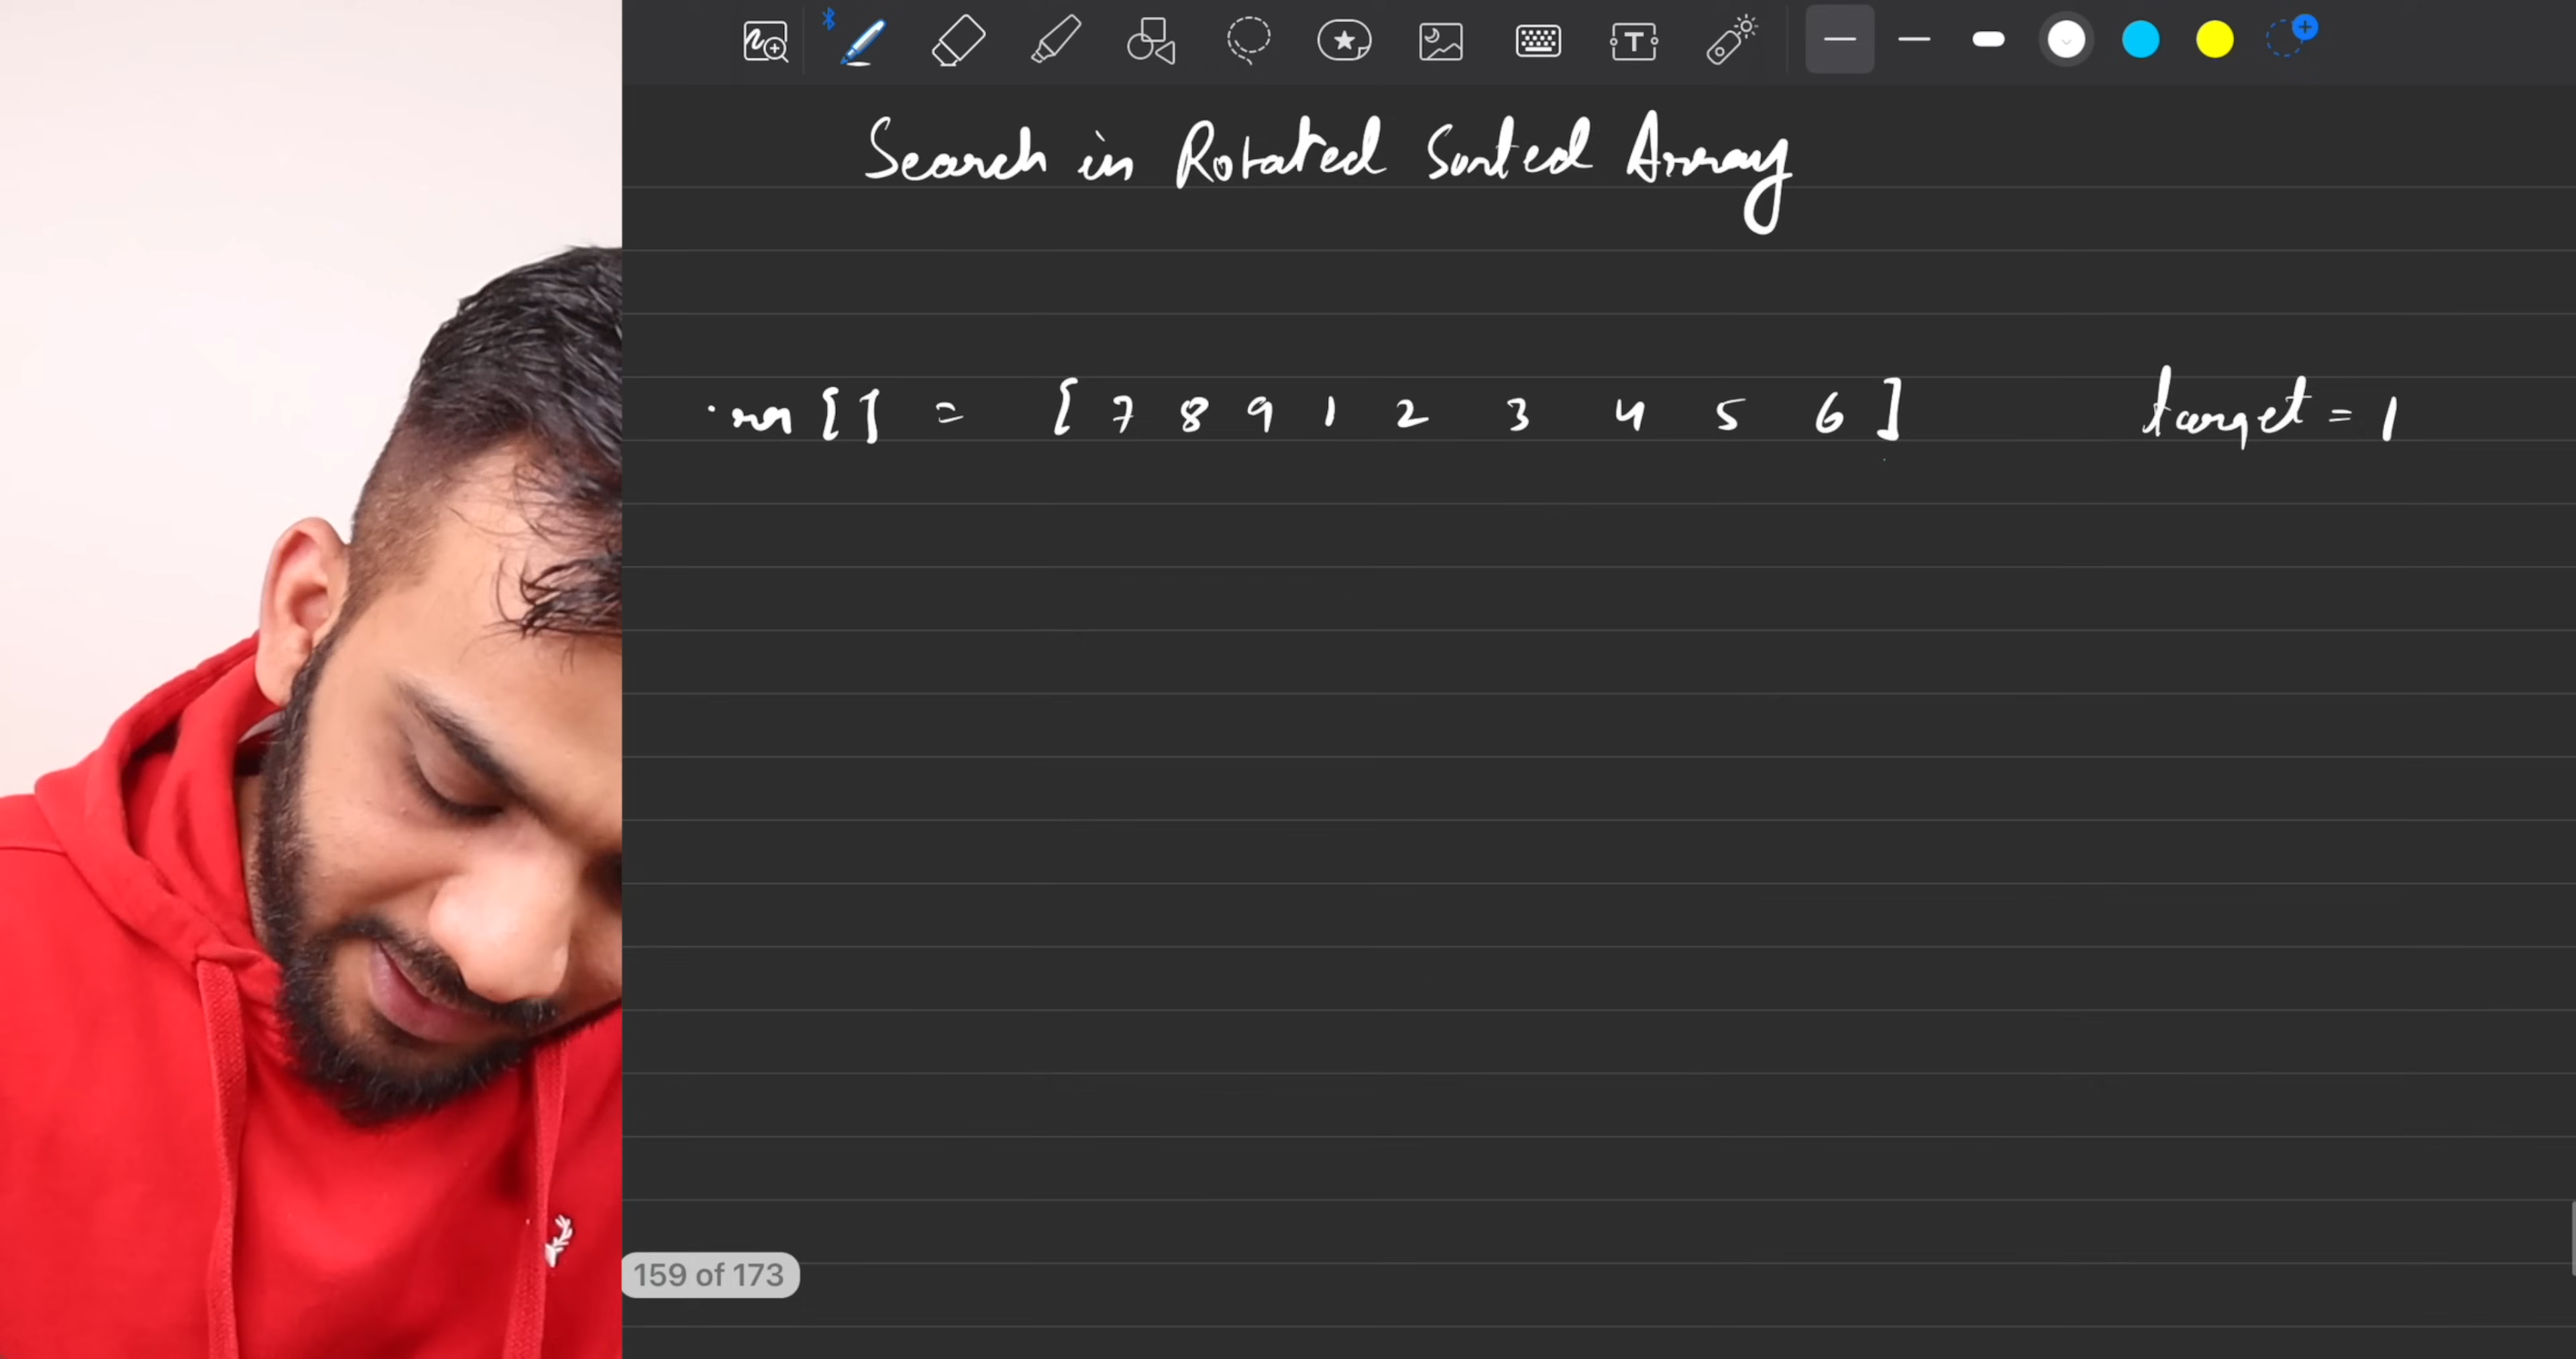 Search in Rotated Sorted Array
arr [] = [ 7 8 9 1 2 3 4 5 6 ] target = 1
159 of 173